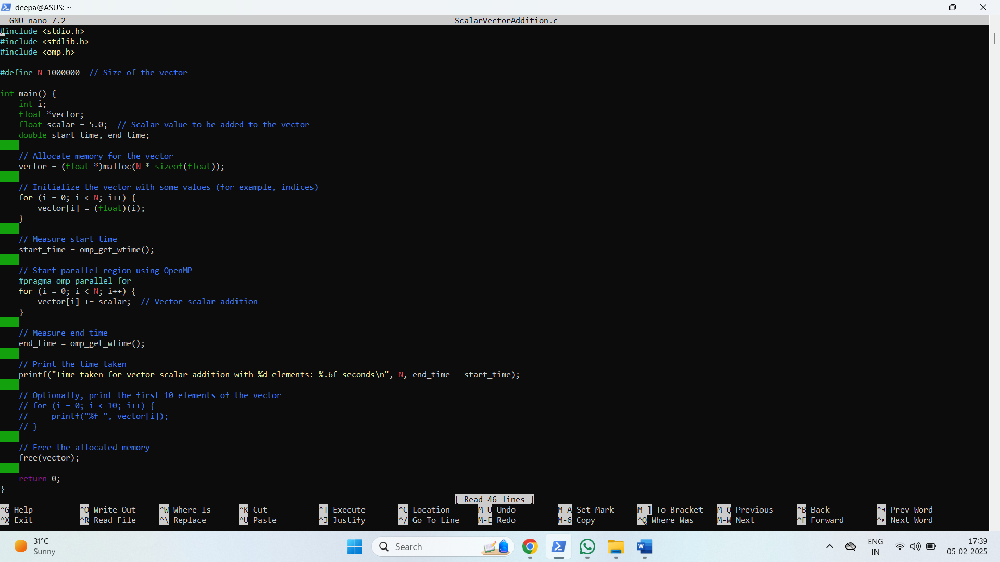 deepa@ASUS: ~
GNU nano 7.2 ScalarVectorAddition.c
#include <stdio.h>
#include <stdlib.h>
#include <omp.h>

#define N 1000000  // Size of the vector

int main() {
    int i;
    float *vector;
    float scalar = 5.0;  // Scalar value to be added to the vector
    double start_time, end_time;

    // Allocate memory for the vector
    vector = (float *)malloc(N * sizeof(float));

    // Initialize the vector with some values (for example, indices)
    for (i = 0; i < N; i++) {
        vector[i] = (float)(i);
    }

    // Measure start time
    start_time = omp_get_wtime();

    // Start parallel region using OpenMP
    #pragma omp parallel for
    for (i = 0; i < N; i++) {
        vector[i] += scalar;  // Vector scalar addition
    }

    // Measure end time
    end_time = omp_get_wtime();

    // Print the time taken
    printf("Time taken for vector-scalar addition with %d elements: %.6f seconds\n", N, end_time - start_time);

    // Optionally, print the first 10 elements of the vector
    // for (i = 0; i < 10; i++) {
    //     printf("%f ", vector[i]);
    // }

    // Free the allocated memory
    free(vector);

    return 0;
}
[ Read 46 lines ]
^G Help ^O Write Out ^W Where Is ^K Cut ^T Execute ^C Location M-U Undo M-A Set Mark M-] To Bracket M-Q Previous ^B Back ^◂ Prev Word
^X Exit ^R Read File ^\ Replace ^U Paste ^J Justify ^/ Go To Line M-E Redo M-6 Copy ^Q Where Was M-W Next ^F Forward ^▸ Next Word
31°C
Sunny
Search
W
ENG
IN
17:39
05-02-2025